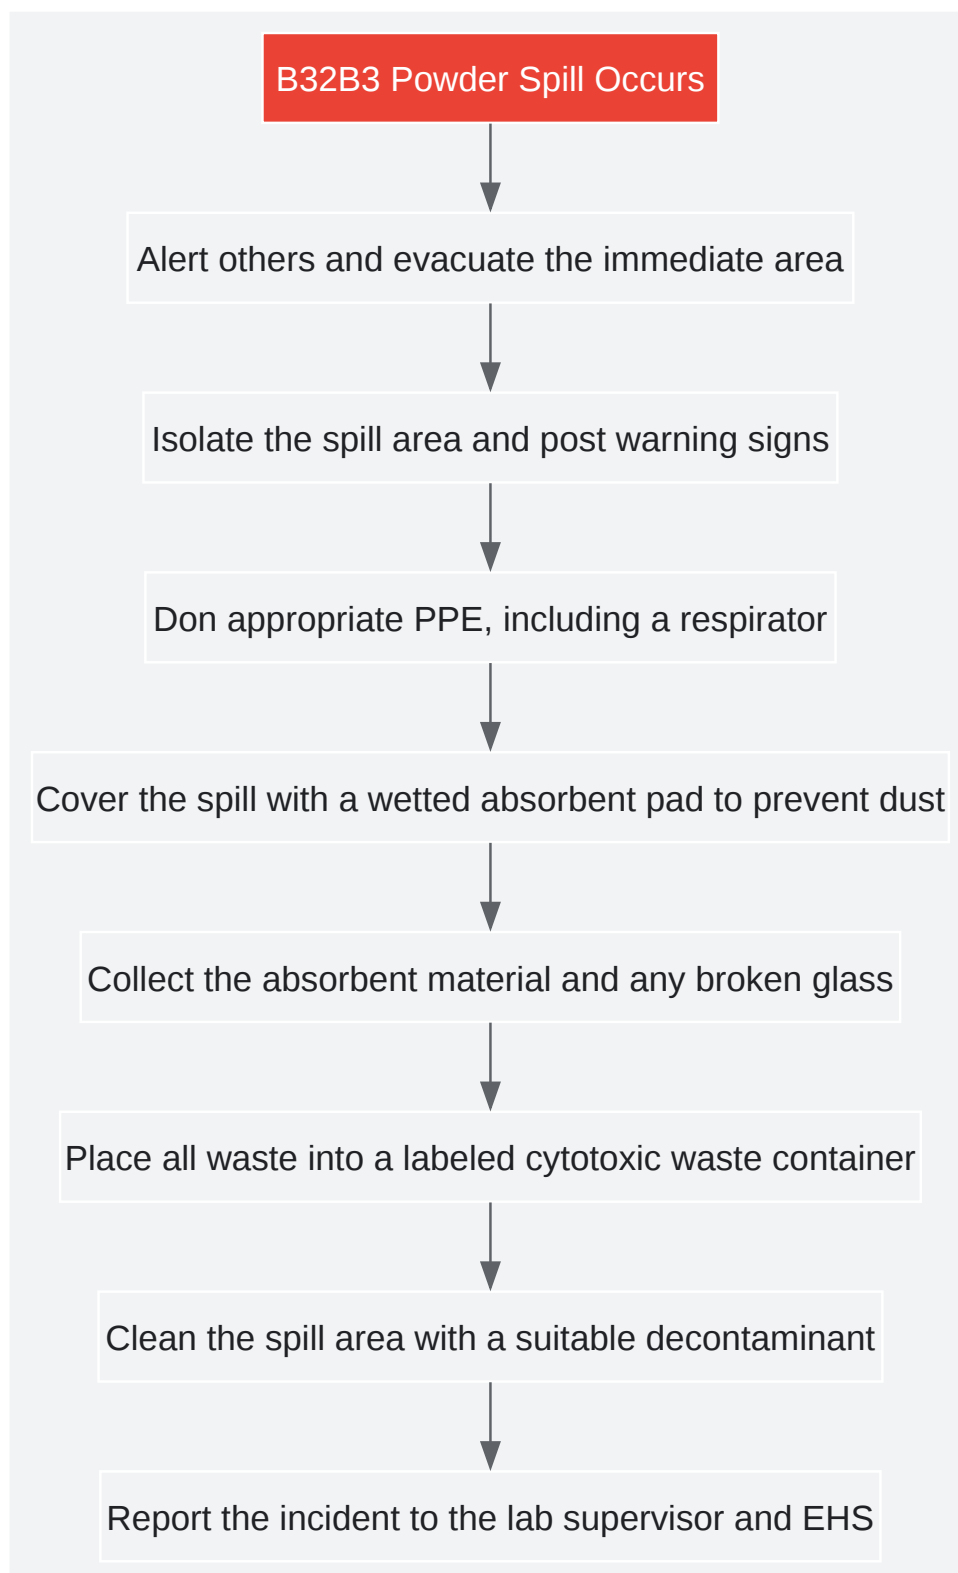 B32B3 Powder Spill Occurs
Alert others and evacuate the immediate area
Isolate the spill area and post warning signs
Don appropriate PPE, including a respirator
Cover the spill with a wetted absorbent pad to prevent dust
Collect the absorbent material and any broken glass
Place all waste into a labeled cytotoxic waste container
Clean the spill area with a suitable decontaminant
Report the incident to the lab supervisor and EHS